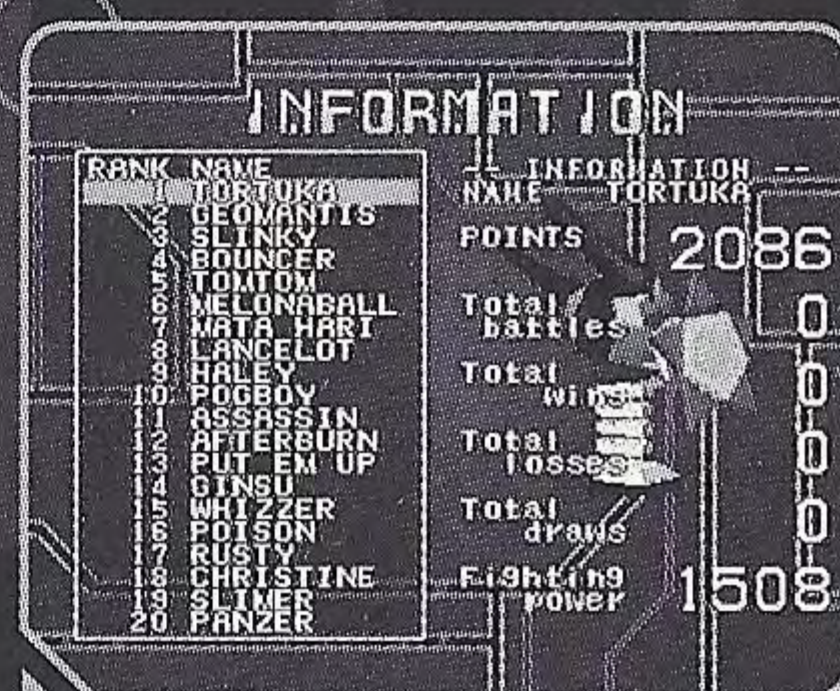 INFORMATION
RANK NAME
1 TORTUKA
2 GEOMANTIS
3 SLINKY
4 BOUNCER
5 TOMTOM
6 MELONABALL
7 MATA HARI
8 LANCELOT
9 HALEY
10 POGBOY
11 ASSASSIN
12 AFTERBURN
13 PUT EM UP
14 GINSU
15 WHIZZER
16 POISON
17 RUSTY
18 CHRISTINE
19 SLIMER
20 PANZER
-- INFORMATION --
NAME TORTUKA
POINTS 2086
Total
battles 0
Total
wins 0
Total
losses 0
Total
draws 0
Fighting
power 1508